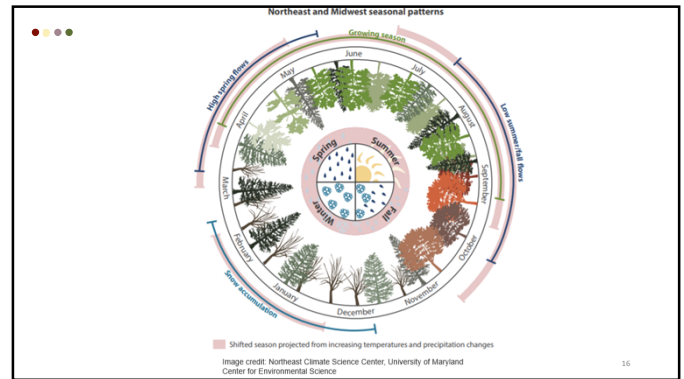 Northeast and Midwest seasonal patterns
Growing season
High spring flows
Low summer/fall flows
Snow accumulation
June
July
August
September
October
November
December
January
February
March
April
May
Spring
Summer
Fall
Winter
Shifted season projected from increasing temperatures and precipitation changes
Image credit: Northeast Climate Science Center, University of Maryland
Center for Environmental Science
16